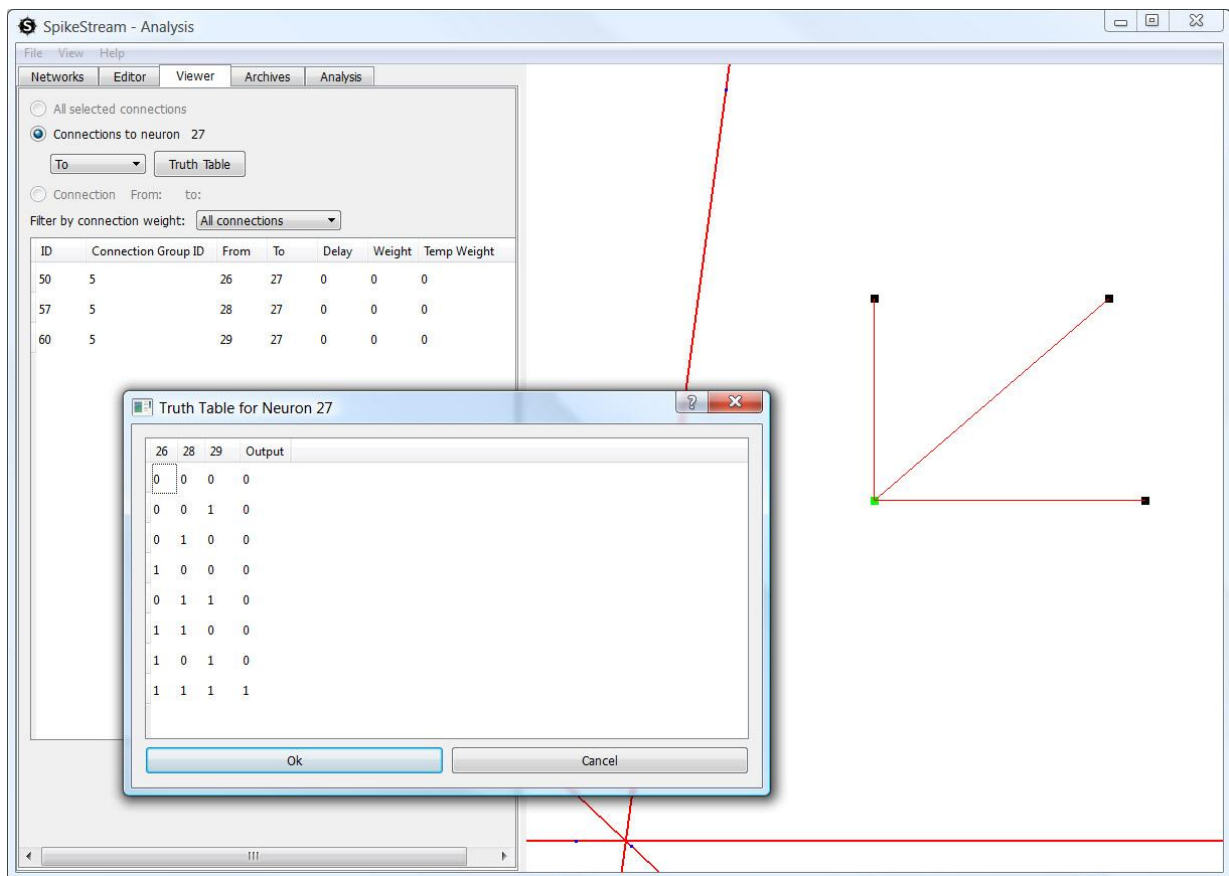 SpikeStream - Analysis
File View Help
Networks Editor Viewer Archives Analysis
All selected connections
Connections to neuron 27
To Truth Table
Connection From: to:
Filter by connection weight: All connections
ID Connection Group ID From To Delay Weight Temp Weight
50 5 26 27 0 0 0
57 5 28 27 0 0 0
60 5 29 27 0 0 0
Truth Table for Neuron 27
26 28 29 Output
0 0 0 0
0 0 1 0
0 1 0 0
1 0 0 0
0 1 1 0
1 1 0 0
1 0 1 0
1 1 1 1
Ok Cancel